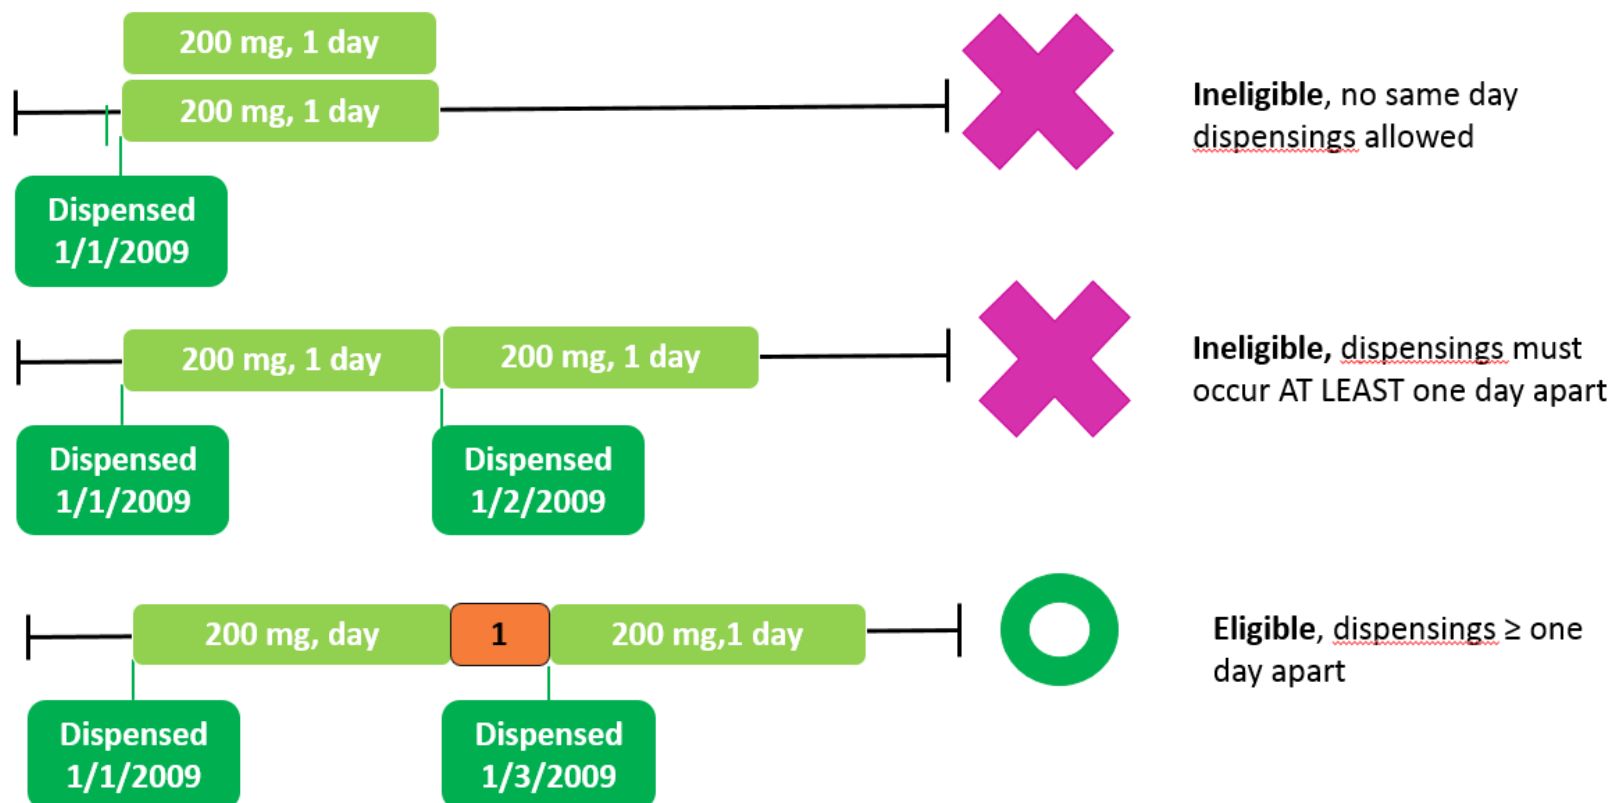 200 mg, 1 day
200 mg, 1 day
Dispensed
1/1/2009
Ineligible, no same day
dispensings allowed
200 mg, 1 day
200 mg, 1 day
Dispensed
1/1/2009
Dispensed
1/2/2009
Ineligible, dispensings must
occur AT LEAST one day apart
200 mg, day
1
200 mg,1 day
Dispensed
1/1/2009
Dispensed
1/3/2009
Eligible, dispensings ≥ one
day apart